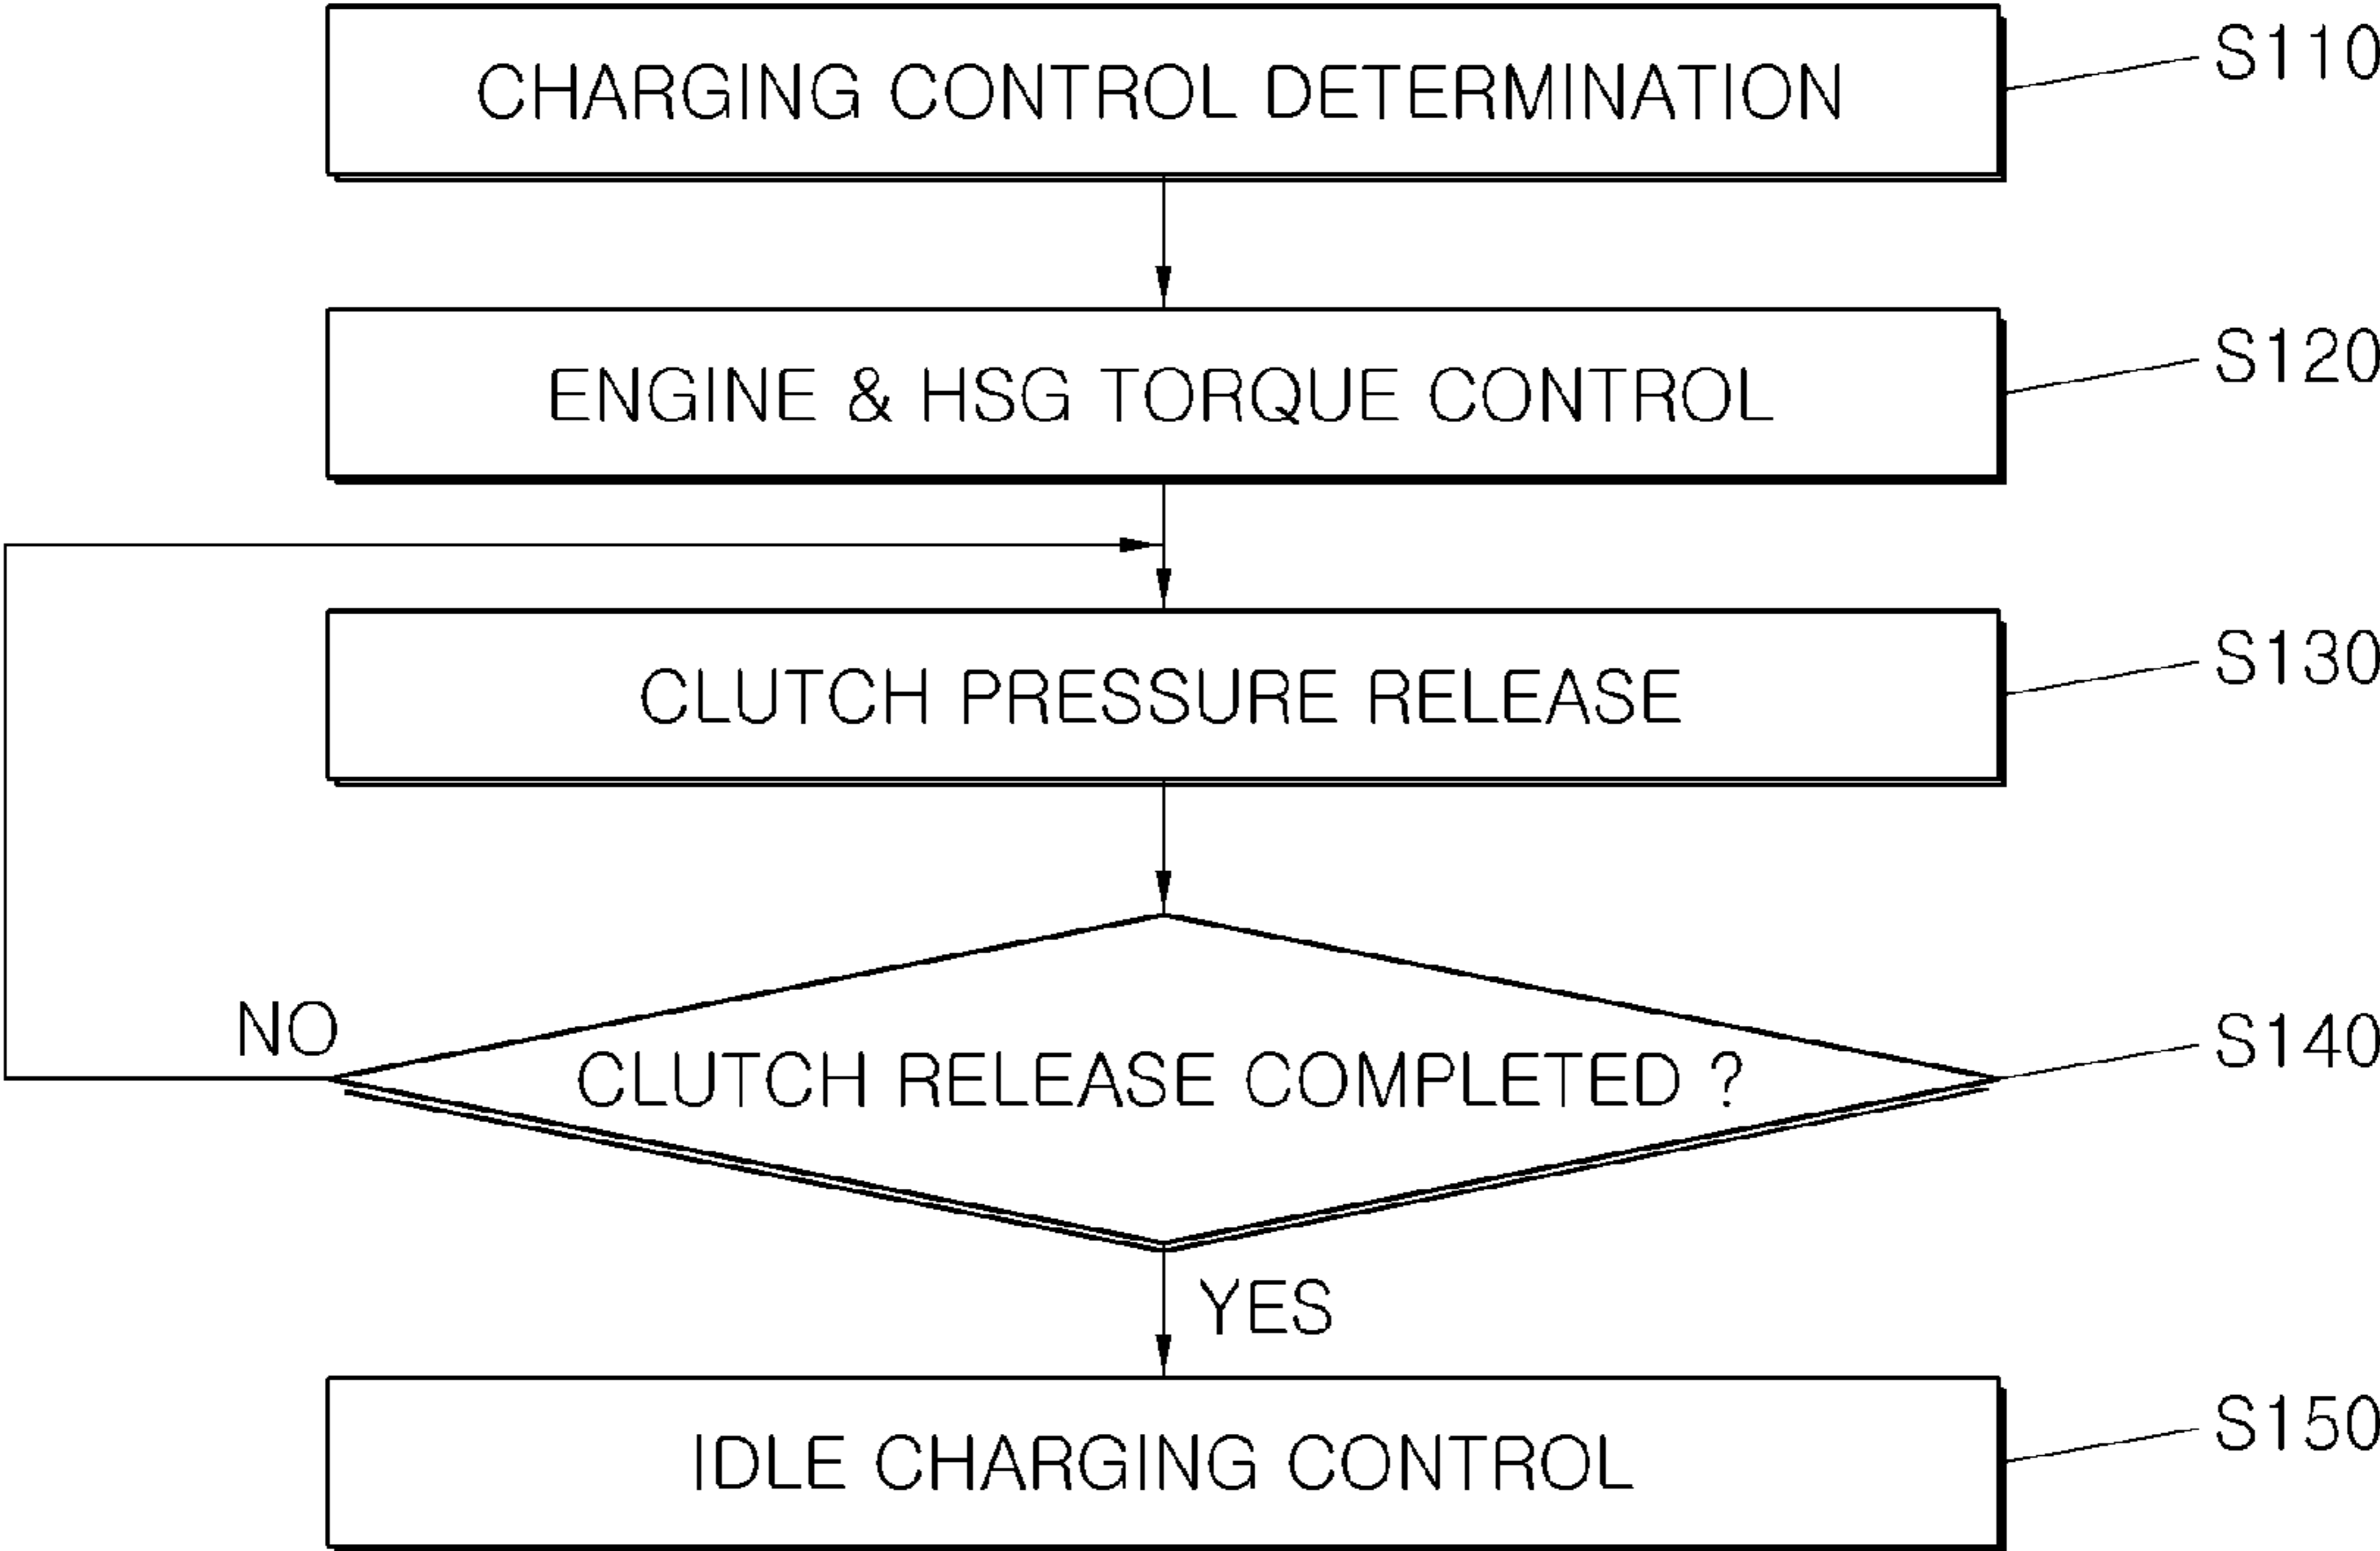 CHARGING CONTROL DETERMINATION
S110
ENGINE & HSG TORQUE CONTROL
S120
CLUTCH PRESSURE RELEASE
S130
NO
CLUTCH RELEASE COMPLETED ?
S140
YES
IDLE CHARGING CONTROL
S150